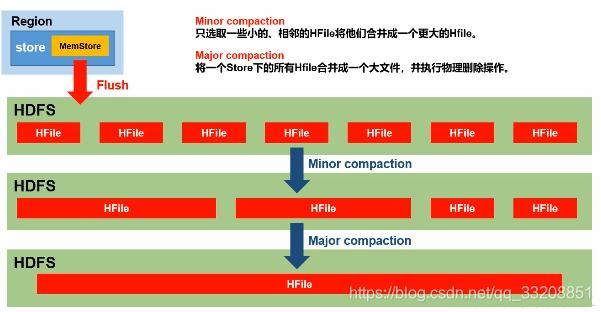 Region
store
MemStore
Flush
Minor compaction
只选取一些小的、相邻的HFile将他们合并成一个更大的Hfile。
Major compaction
将一个Store下的所有Hfile合并成一个大文件，并执行物理删除操作。
HDFS
HFile HFile HFile HFile HFile HFile HFile
Minor compaction
HDFS
HFile HFile HFile HFile
Major compaction
HDFS
HFile
https://blog.csdn.net/qq_33208851